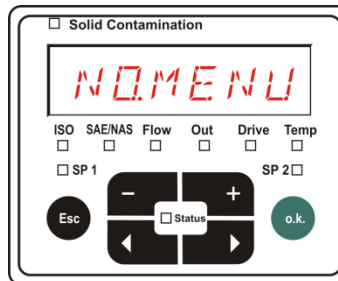 Solid Contamination
NO.MENU
ISO SAE/NAS Flow Out Drive Temp
SP 1 SP 2
- +
Esc Status o.k.